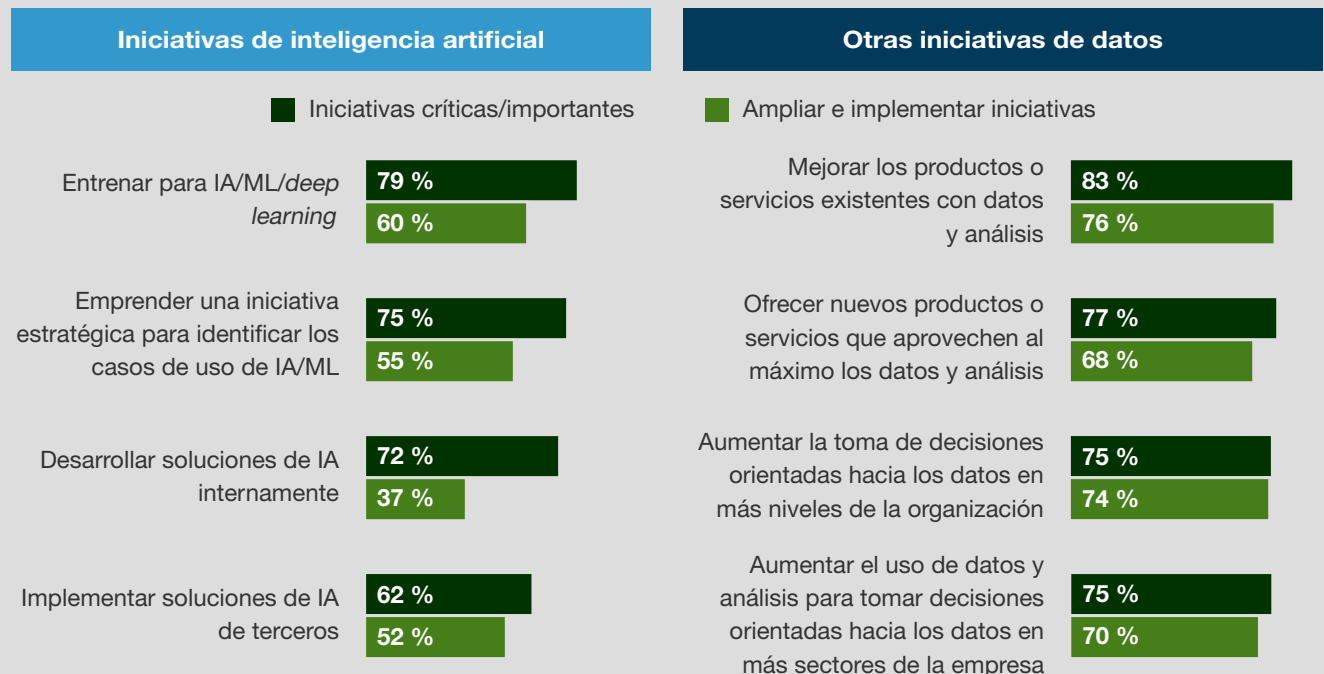 Iniciativas de inteligencia artificial
Otras iniciativas de datos
Iniciativas críticas/importantes
Ampliar e implementar iniciativas
Entrenar para IA/ML/deep
learning
79 %
60 %
Emprender una iniciativa
estratégica para identificar los
casos de uso de IA/ML
75 %
55 %
Desarrollar soluciones de IA
internamente
72 %
37 %
Implementar soluciones de IA
de terceros
62 %
52 %
Mejorar los productos o
servicios existentes con datos
y análisis
83 %
76 %
Ofrecer nuevos productos o
servicios que aprovechen al
máximo los datos y análisis
77 %
68 %
Aumentar la toma de decisiones
orientadas hacia los datos en
más niveles de la organización
75 %
74 %
Aumentar el uso de datos y
análisis para tomar decisiones
orientadas hacia los datos en
más sectores de la empresa
75 %
70 %